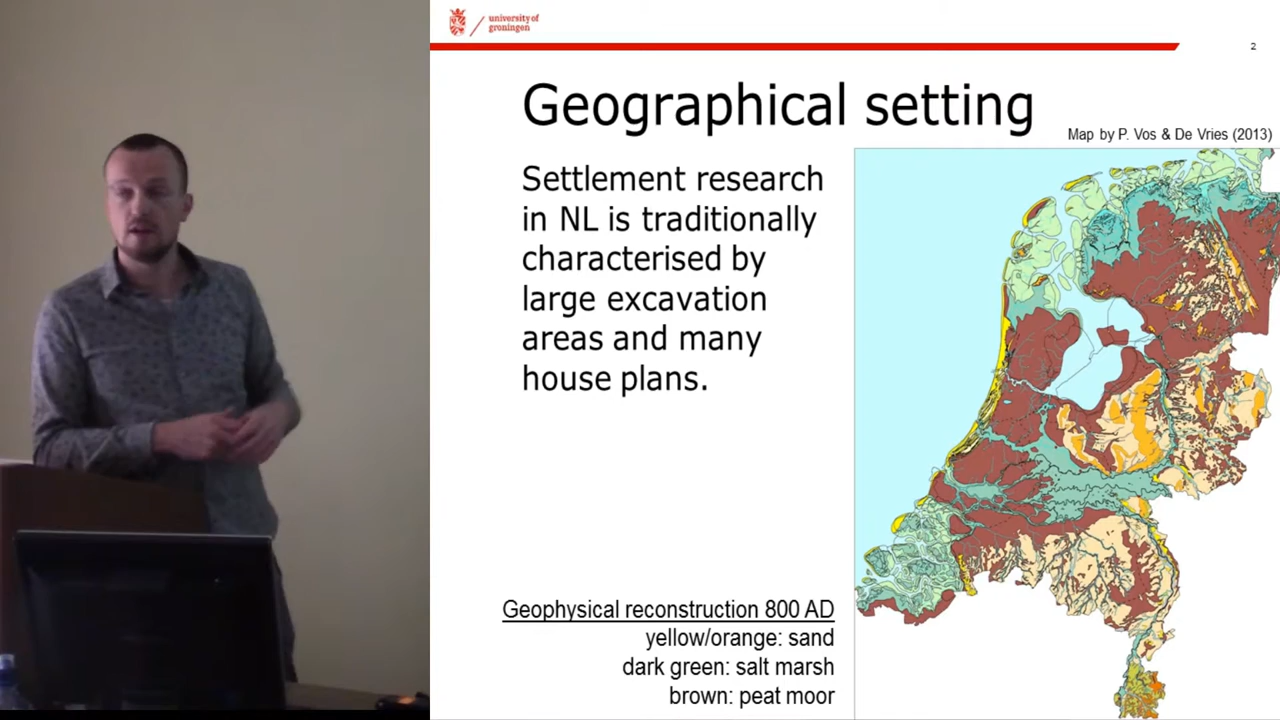 university of
groningen
2
Geographical setting
Map by P. Vos & De Vries (2013)
Settlement research
in NL is traditionally
characterised by
large excavation
areas and many
house plans.
Geophysical reconstruction 800 AD
yellow/orange: sand
dark green: salt marsh
brown: peat moor